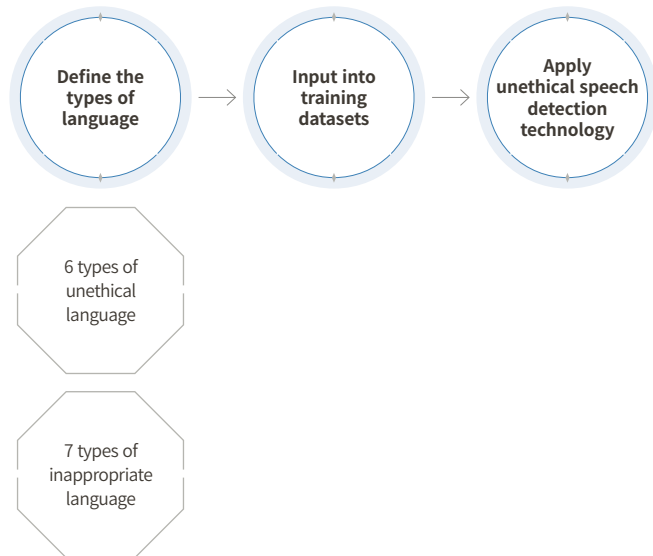 Define the
types of
language
Input into
training
datasets
Apply
unethical speech
detection
technology
6 types of
unethical
language
7 types of
inappropriate
language